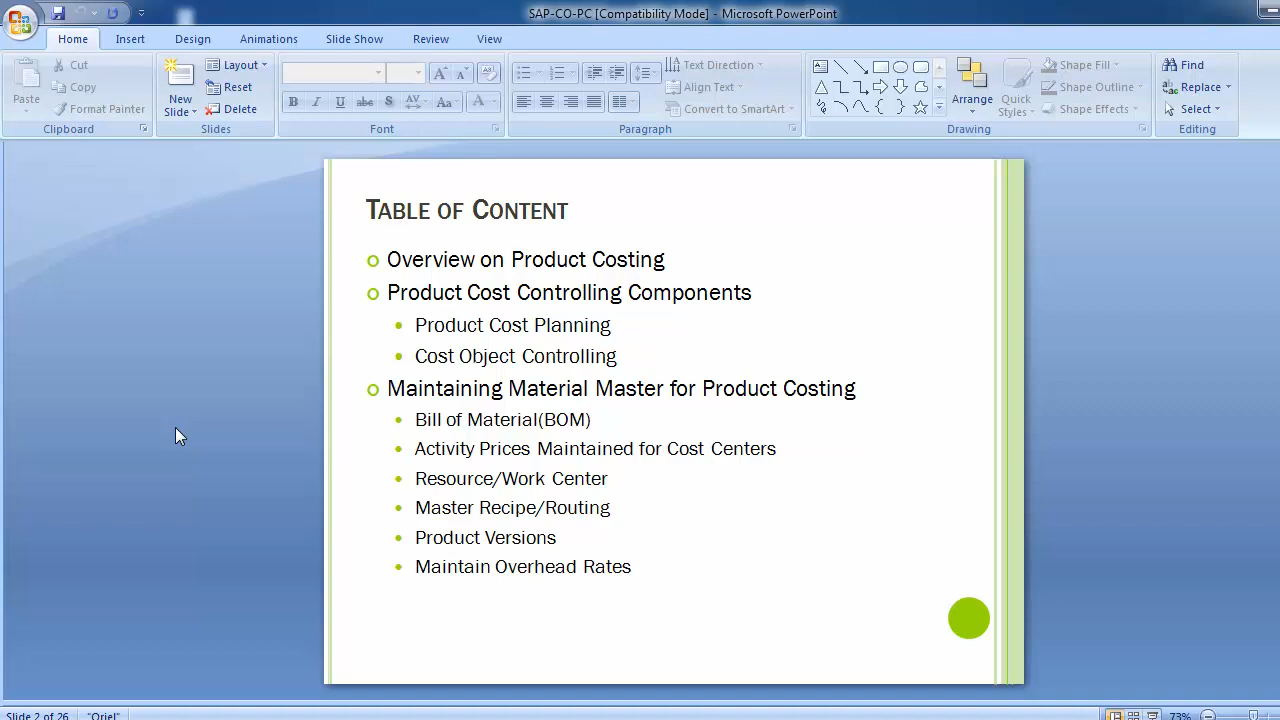 SAP-CO-PC [Compatibility Mode] - Microsoft PowerPoint
Home Insert Design Animations Slide Show Review View
Paste
Cut
Copy
Format Painter
Clipboard
New Slide
Layout
Reset
Delete
Slides
B I U abc S AV Aa A
Font
Text Direction
Align Text
Convert to SmartArt
Paragraph
Arrange
Quick Styles
Shape Fill
Shape Outline
Shape Effects
Drawing
Find
Replace
Select
Editing
TABLE OF CONTENT
Overview on Product Costing
Product Cost Controlling Components
Product Cost Planning
Cost Object Controlling
Maintaining Material Master for Product Costing
Bill of Material(BOM)
Activity Prices Maintained for Cost Centers
Resource/Work Center
Master Recipe/Routing
Product Versions
Maintain Overhead Rates
Slide 2 of 26 "Oriel" 73%